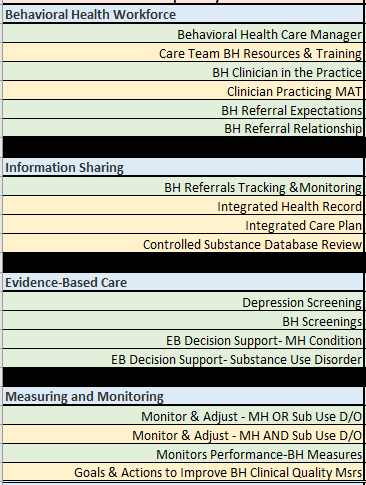 Behavioral Health Workforce
Behavioral Health Care Manager
Care Team BH Resources & Training
BH Clinician in the Practice
Clinician Practicing MAT
BH Referral Expectations
BH Referral Relationship
Information Sharing
BH Referrals Tracking &Monitoring
Integrated Health Record
Integrated Care Plan
Controlled Substance Database Review
Evidence-Based Care
Depression Screening
BH Screenings
EB Decision Support- MH Condition
EB Decision Support- Substance Use Disorder
Measuring and Monitoring
Monitor & Adjust - MH OR Sub Use D/O
Monitor & Adjust - MH AND Sub Use D/O
Monitors Performance-BH Measures
Goals & Actions to Improve BH Clinical Quality Msrs